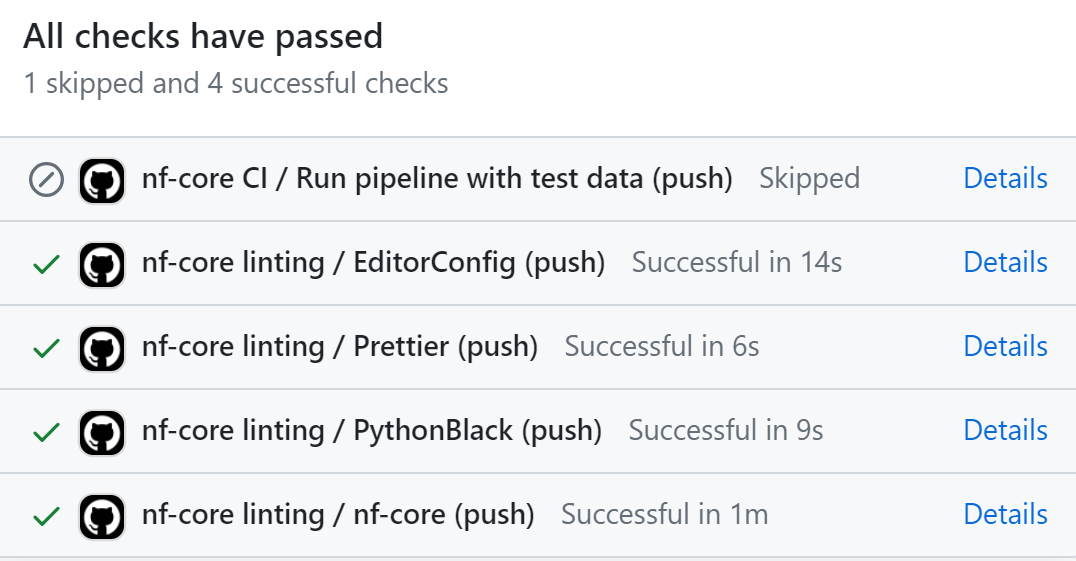 All checks have passed
1 skipped and 4 successful checks
nf-core CI / Run pipeline with test data (push) Skipped Details
nf-core linting / EditorConfig (push) Successful in 14s Details
nf-core linting / Prettier (push) Successful in 6s Details
nf-core linting / PythonBlack (push) Successful in 9s Details
nf-core linting / nf-core (push) Successful in 1m Details